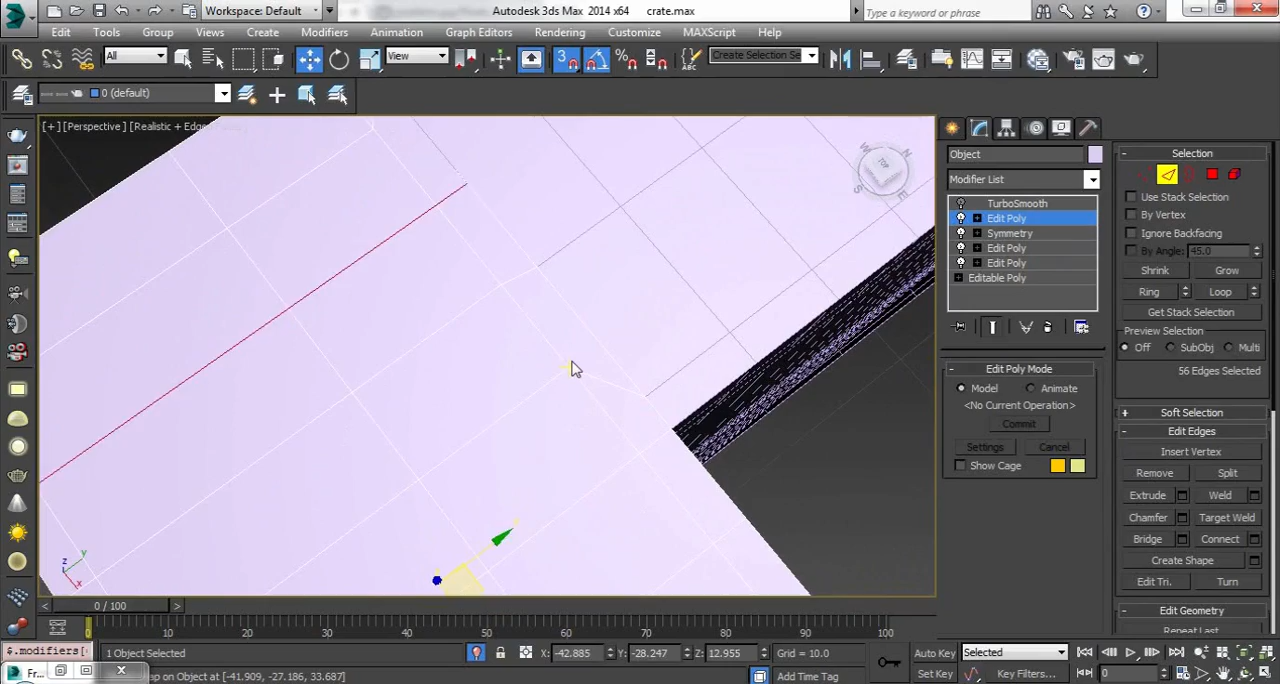 Workspace: Default
Autodesk 3ds Max 2014 x64 crate.max
Type a keyword or phrase
Edit Tools Group Views Create Modifiers Animation Graph Editors Rendering Customize MAXScript Help
All
View
3
Create Selection Se
0 (default)
[+] [Perspective] [Realistic + Edge
TOP
N
W
S
E
Object
Modifier List
TurboSmooth
Edit Poly
Symmetry
Edit Poly
Edit Poly
Editable Poly
Edit Poly Mode
Model Animate
<No Current Operation>
Commit
Settings Cancel
Show Cage
Selection
Use Stack Selection
By Vertex
Ignore Backfacing
By Angle: 45.0
Shrink Grow
Ring Loop
Get Stack Selection
Preview Selection
Off SubObj Multi
56 Edges Selected
Soft Selection
Edit Edges
Insert Vertex
Remove Split
Extrude Weld
Chamfer Target Weld
Bridge Connect
Create Shape
Edit Tri. Turn
Edit Geometry
Repeat Last
z
y
x
0 / 100
0 10 20 30 40 50 60 70 80 90 100
$.modifiers[
1 Object Selected
X: -42.885 Y: -28.247 Z: 12.955
Grid = 10.0
Auto Key Selected
Fr...
ap on Object at [-41.909, -27.186, 33.687]
Add Time Tag
Set Key Key Filters... 0